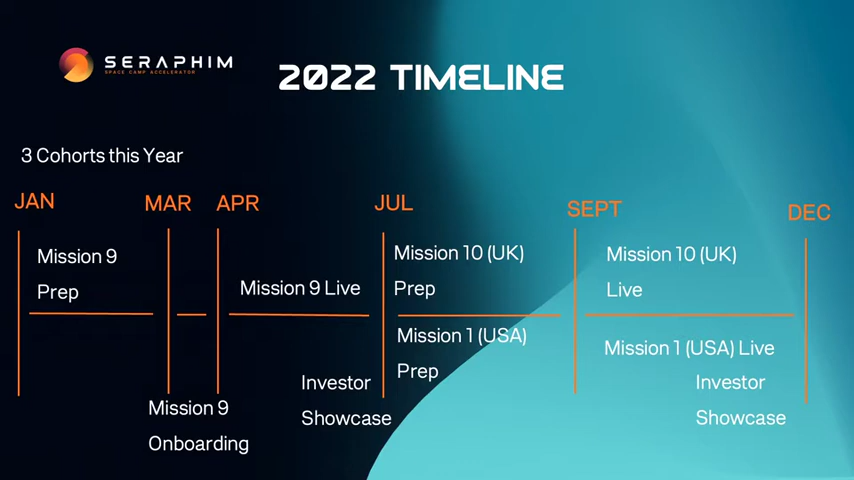 SERAPHIM
SPACE CAMP ACCELERATOR
2022 TIMELINE
3 Cohorts this Year
JAN
MAR
APR
JUL
SEPT
DEC
Mission 9
Prep
Mission 9
Onboarding
Mission 9 Live
Investor
Showcase
Mission 10 (UK)
Prep
Mission 1 (USA)
Prep
Mission 10 (UK)
Live
Mission 1 (USA) Live
Investor
Showcase